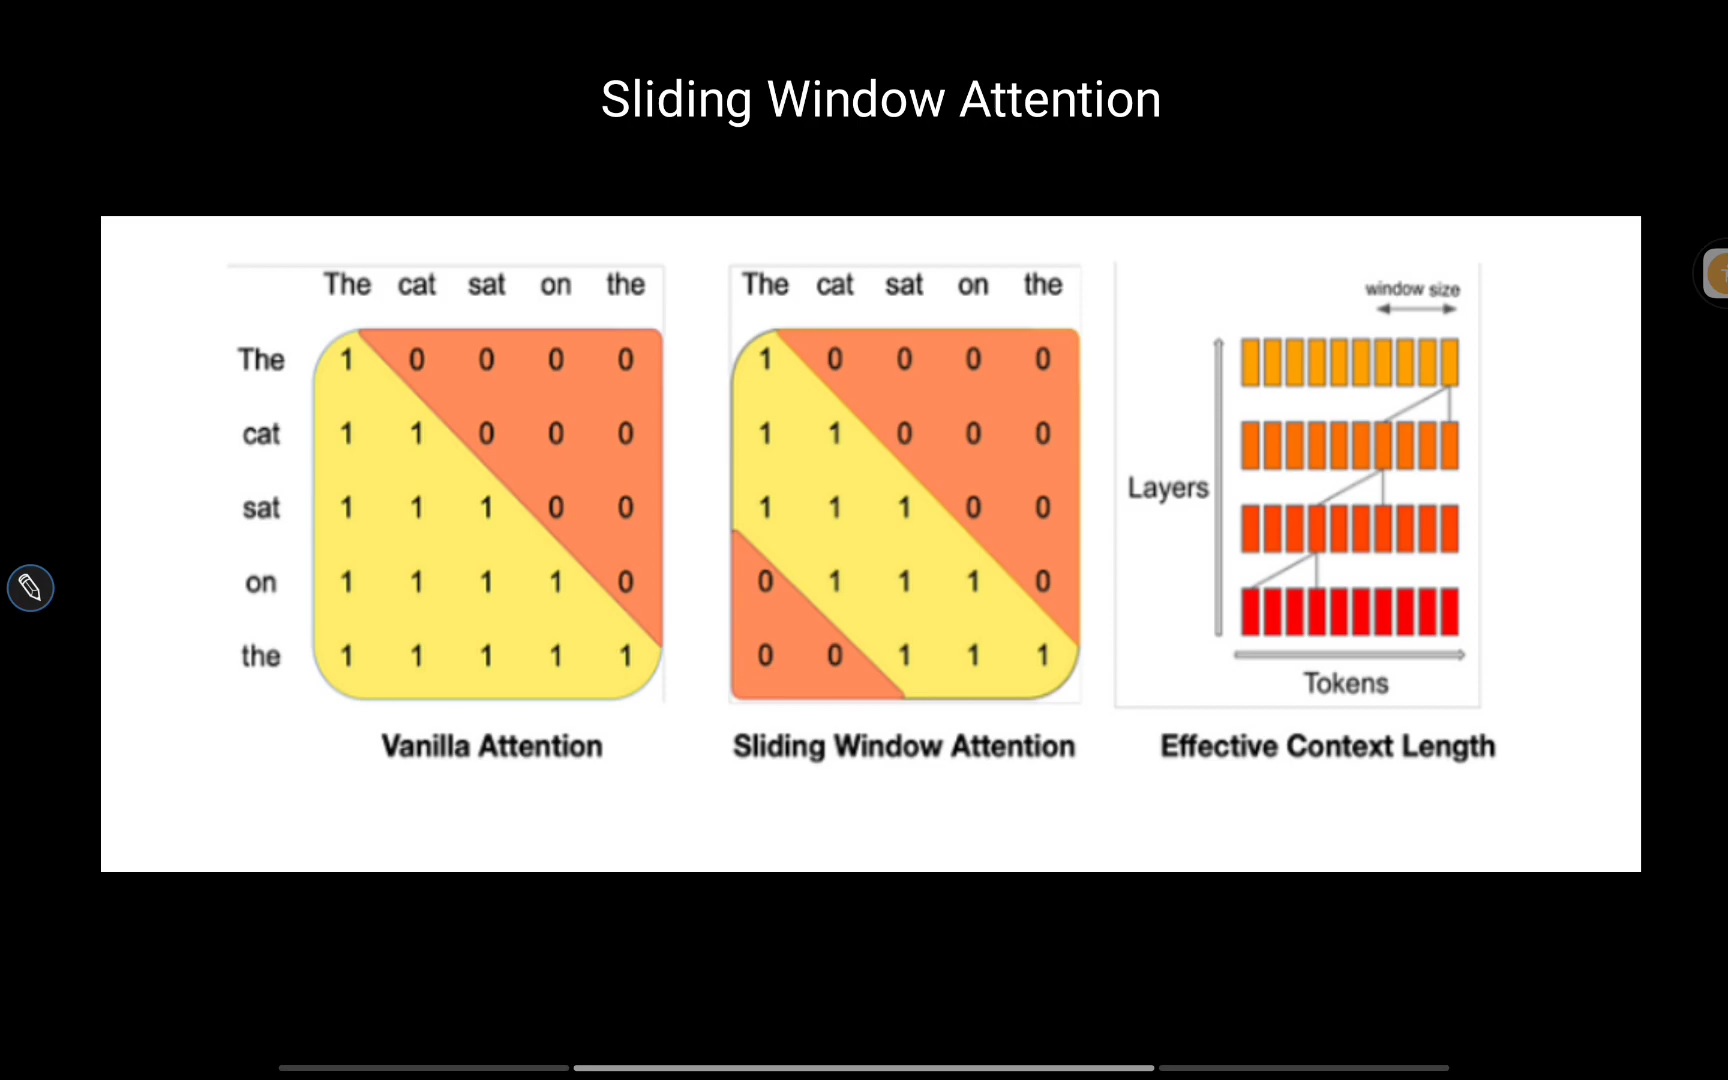 Sliding Window Attention
The cat sat on the
The 1 0 0 0 0
cat 1 1 0 0 0
sat 1 1 1 0 0
on 1 1 1 1 0
the 1 1 1 1 1
Vanilla Attention
The cat sat on the
1 0 0 0 0
1 1 0 0 0
1 1 1 0 0
0 1 1 1 0
0 0 1 1 1
Sliding Window Attention
window size
Layers
Tokens
Effective Context Length